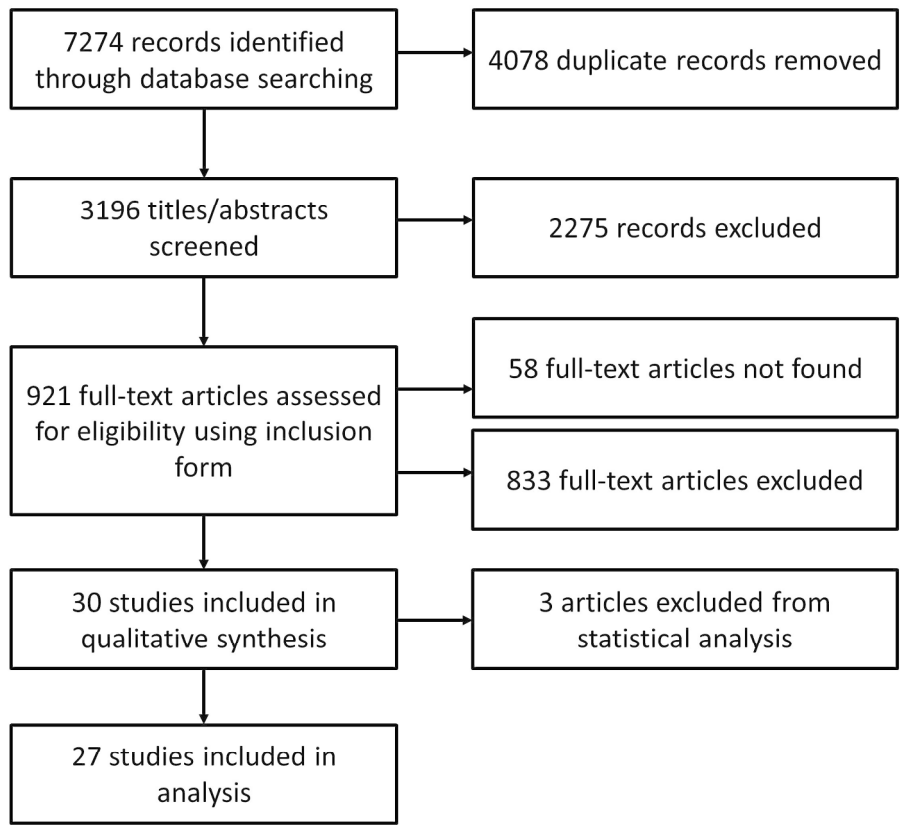 7274 records identified
through database searching
4078 duplicate records removed
3196 titles/abstracts
screened
2275 records excluded
921 full-text articles assessed
for eligibility using inclusion
form
58 full-text articles not found
833 full-text articles excluded
30 studies included in
qualitative synthesis
3 articles excluded from
statistical analysis
27 studies included in
analysis